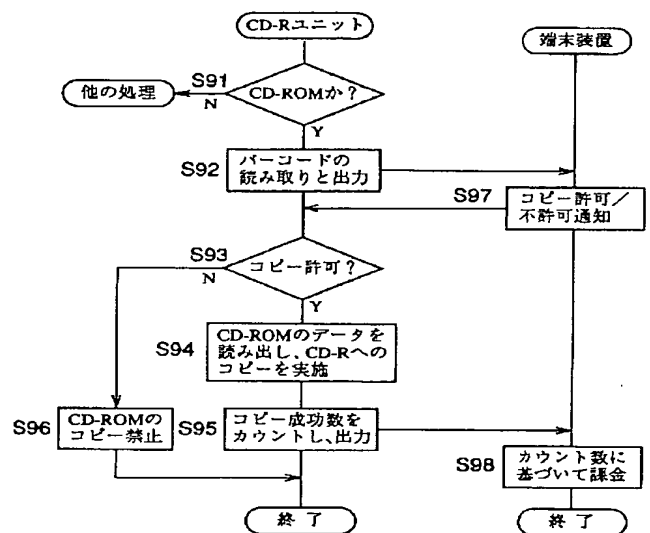 CD-Rユニット
端末装置
S91
CD-ROMか?
他の処理
N
Y
S92
バーコードの
読み取りと出力
S97
コピー許可/
不許可通知
S93
コピー許可?
N
Y
S94
CD-ROMのデータを
読み出し、CD-Rへの
コピーを実施
S96
CD-ROMの
コピー禁止
S95
コピー成功数を
カウントし、出力
S98
カウント数に
基づいて課金
終了
終了